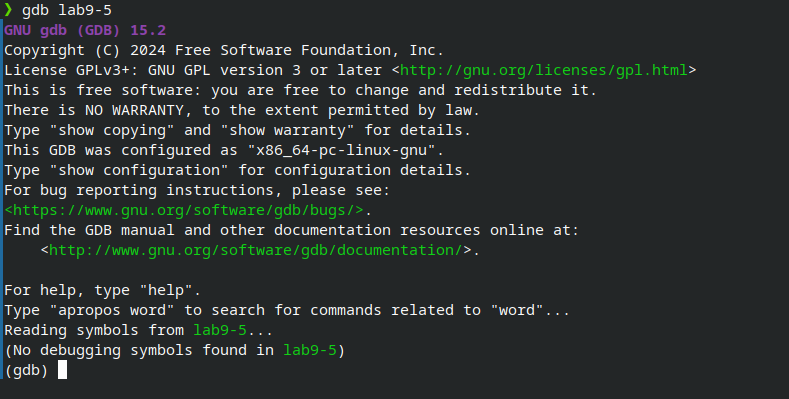 ❯ gdb lab9-5
GNU gdb (GDB) 15.2
Copyright (C) 2024 Free Software Foundation, Inc.
License GPLv3+: GNU GPL version 3 or later <http://gnu.org/licenses/gpl.html>
This is free software: you are free to change and redistribute it.
There is NO WARRANTY, to the extent permitted by law.
Type "show copying" and "show warranty" for details.
This GDB was configured as "x86_64-pc-linux-gnu".
Type "show configuration" for configuration details.
For bug reporting instructions, please see:
<https://www.gnu.org/software/gdb/bugs/>.
Find the GDB manual and other documentation resources online at:
    <http://www.gnu.org/software/gdb/documentation/>.

For help, type "help".
Type "apropos word" to search for commands related to "word"...
Reading symbols from lab9-5...
(No debugging symbols found in lab9-5)
(gdb)